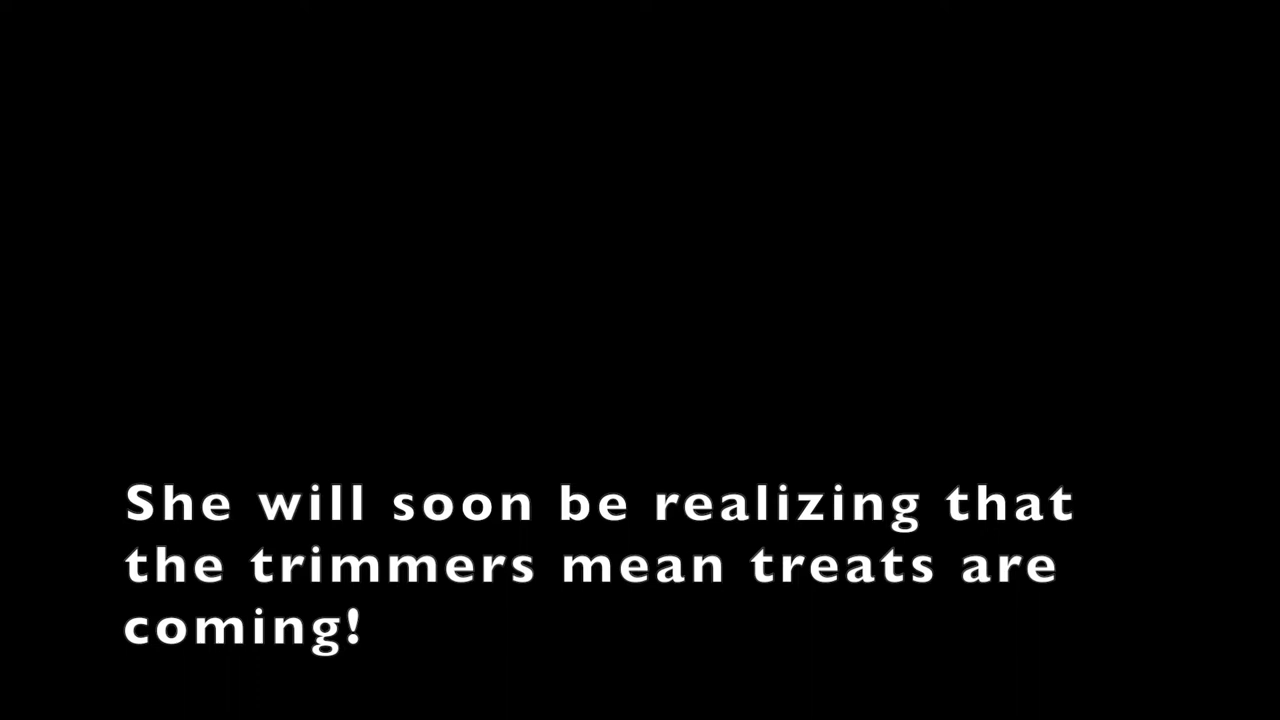 She will soon be realizing that
the trimmers mean treats are
coming!